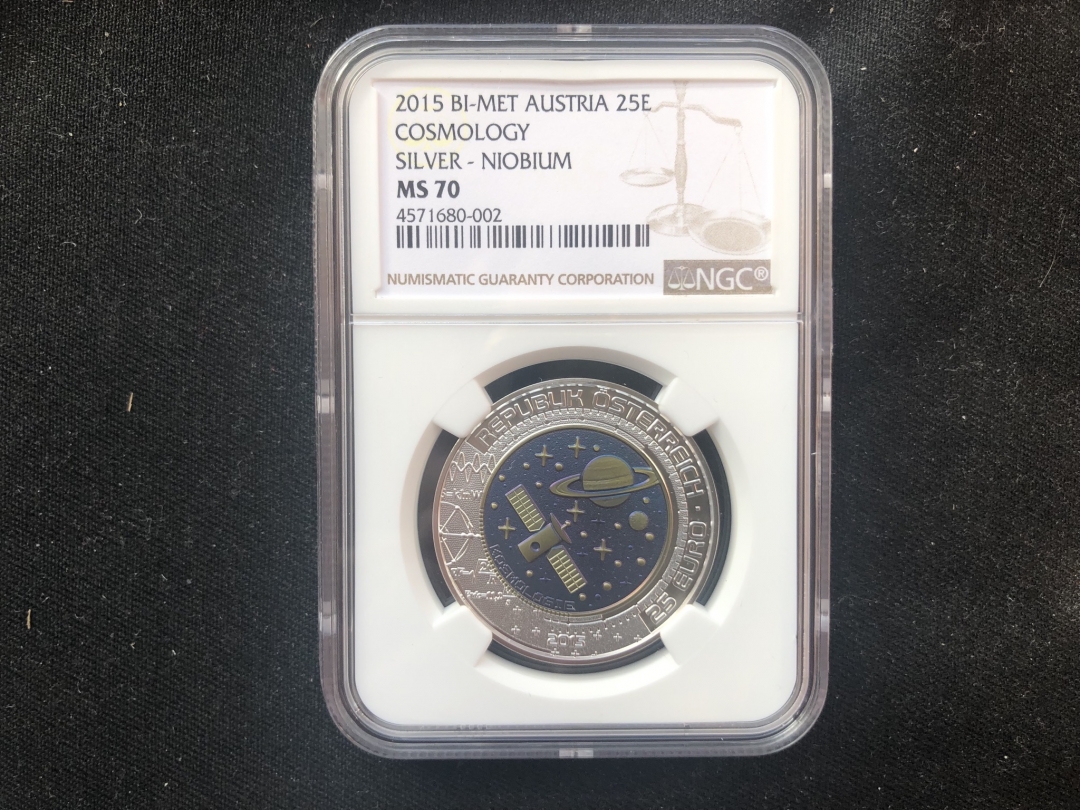 2015 BI-MET AUSTRIA 25E
COSMOLOGY
SILVER - NIOBIUM
MS 70
4571680-002
NUMISMATIC GUARANTY CORPORATION NGC®
REPUBLIK ÖSTERREICH · 25 EURO
KOSMOLOGIE
2015